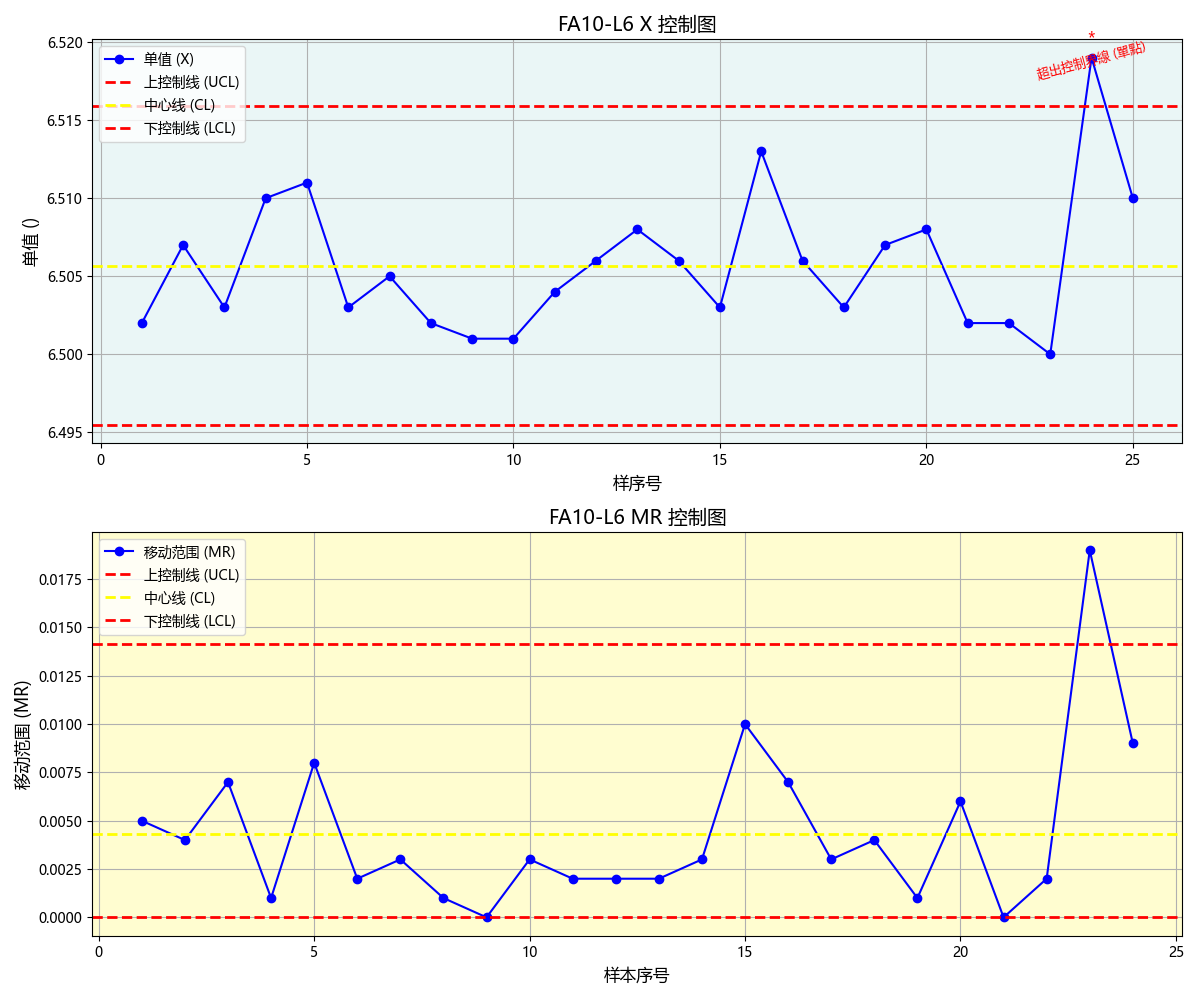 FA10-L6 X 控制图
*
超出控制界線 (單點)
单值 (X)
上控制线 (UCL)
中心线 (CL)
下控制线 (LCL)
单值 ()
6.520
6.515
6.510
6.505
6.500
6.495
0 5 10 15 20 25
样序号
FA10-L6 MR 控制图
移动范围 (MR)
上控制线 (UCL)
中心线 (CL)
下控制线 (LCL)
移动范围 (MR)
0.0175
0.0150
0.0125
0.0100
0.0075
0.0050
0.0025
0.0000
0 5 10 15 20 25
样本序号